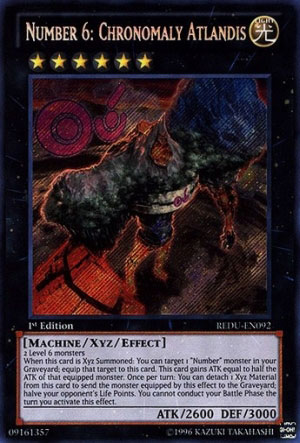 NUMBER 6: CHRONOMALY ATLANDIS
LIGHT
光
06
1st Edition
REDU-EN092
[MACHINE/XYZ/EFFECT]
2 Level 6 monsters
When this card is Xyz Summoned: You can target 1 "Number" monster in your
Graveyard; equip that target to this card. This card gains ATK equal to half the
ATK of that equipped monster. Once per turn: You can detach 1 Xyz Material
from this card to send the monster equipped by this effect to the Graveyard;
halve your opponent's Life Points. You cannot conduct your Battle Phase the
turn you activate this effect.
ATK/2600 DEF/3000
09161357
©1996 KAZUKI TAKAHASHI